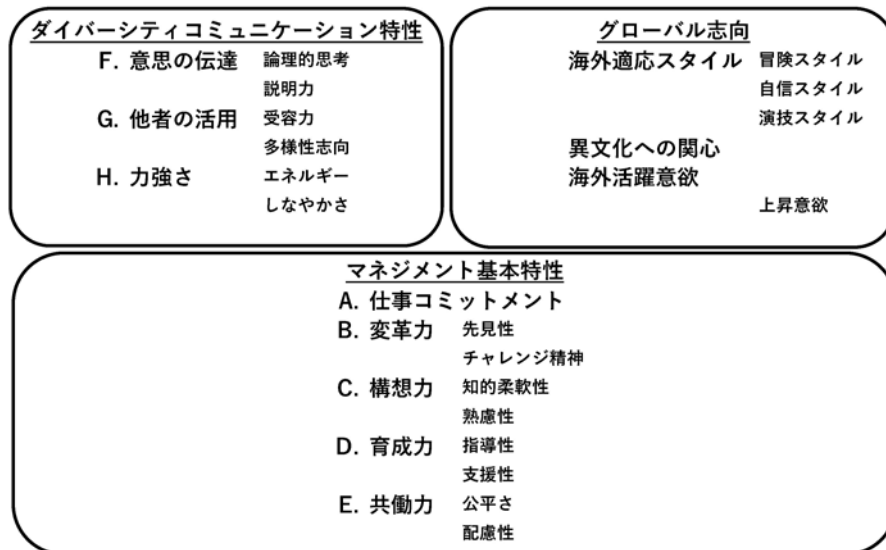 ダイバーシティコミュニケーション特性
F. 意思の伝達 論理的思考
説明力
G. 他者の活用 受容力
多様性志向
H. 力強さ エネルギー
しなやかさ
グローバル志向
海外適応スタイル 冒険スタイル
自信スタイル
演技スタイル
異文化への関心
海外活躍意欲
上昇意欲
マネジメント基本特性
A. 仕事コミットメント
B. 変革力 先見性
チャレンジ精神
C. 構想力 知的柔軟性
熟慮性
D. 育成力 指導性
支援性
E. 共働力 公平さ
配慮性